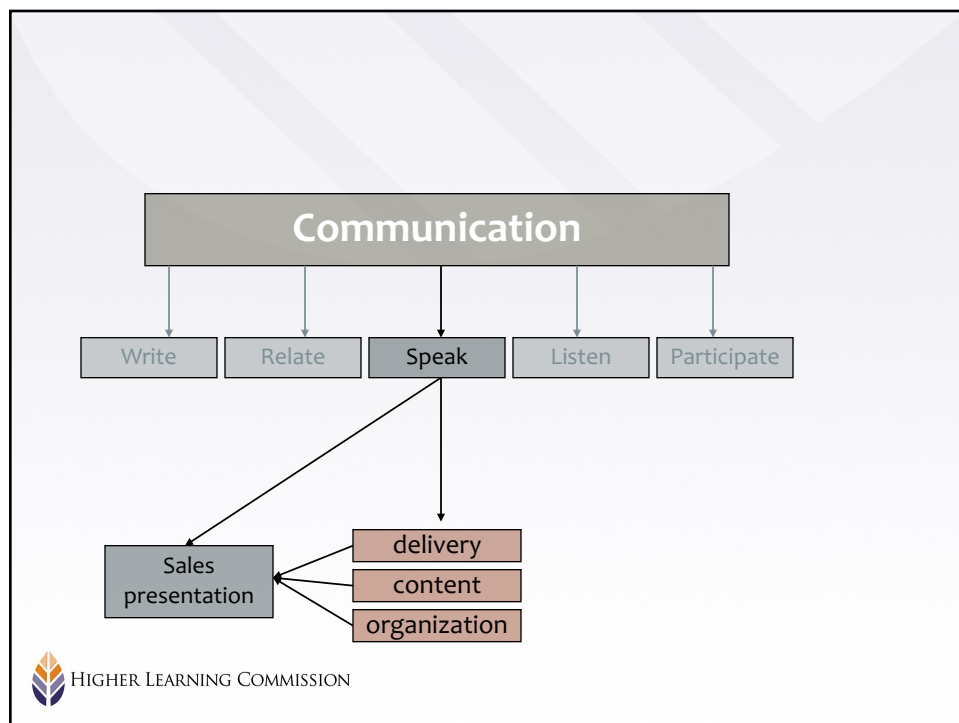 Communication
Write
Relate
Speak
Listen
Participate
Sales
presentation
delivery
content
organization
HIGHER LEARNING COMMISSION